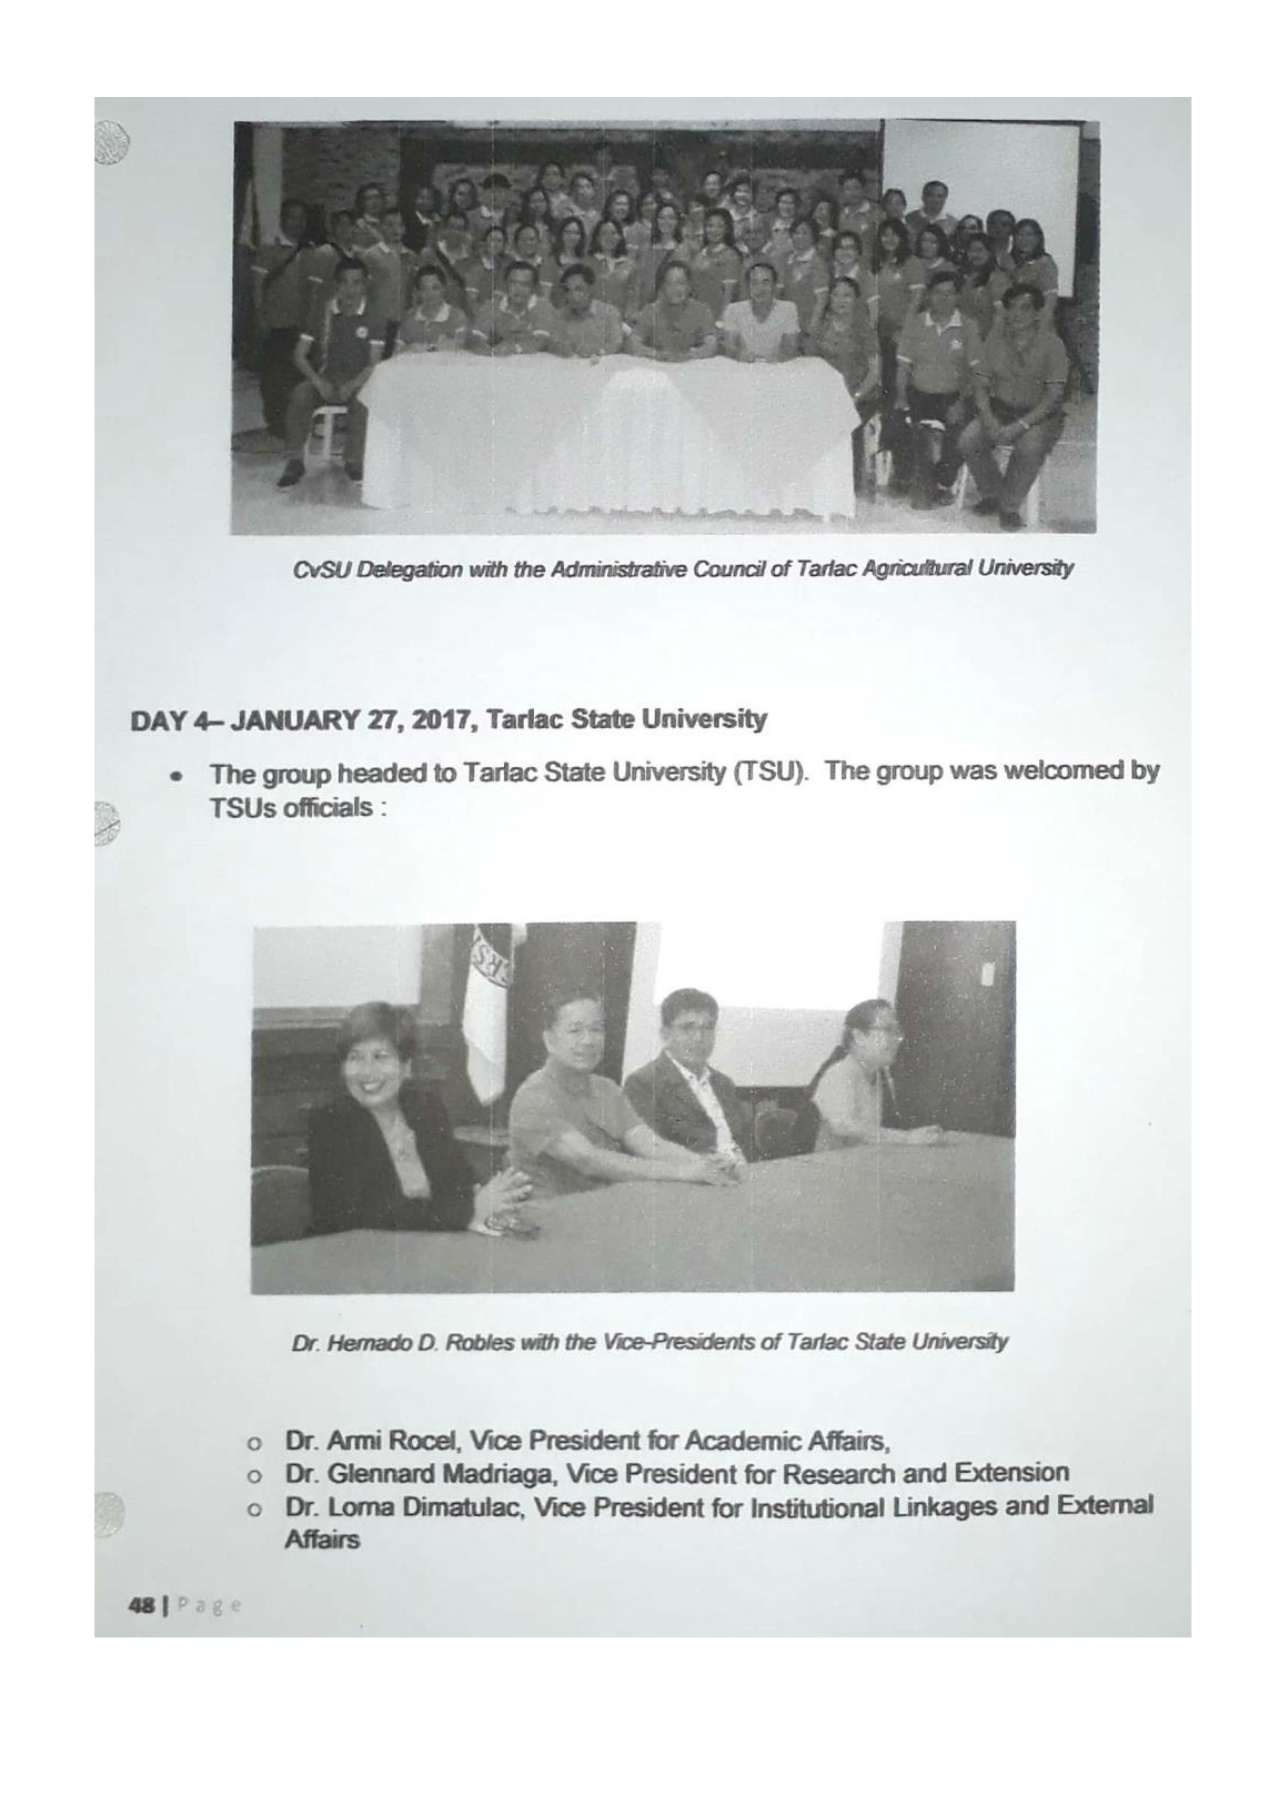 CvSU Delegation with the Administrative Council of Tarlac Agricultural University
DAY 4– JANUARY 27, 2017, Tarlac State University
• The group headed to Tarlac State University (TSU). The group was welcomed by
TSUs officials :
Dr. Hernado D. Robles with the Vice-Presidents of Tarlac State University
o Dr. Armi Rocel, Vice President for Academic Affairs,
o Dr. Glennard Madriaga, Vice President for Research and Extension
o Dr. Lorna Dimatulac, Vice President for Institutional Linkages and External
Affairs
48 | Page